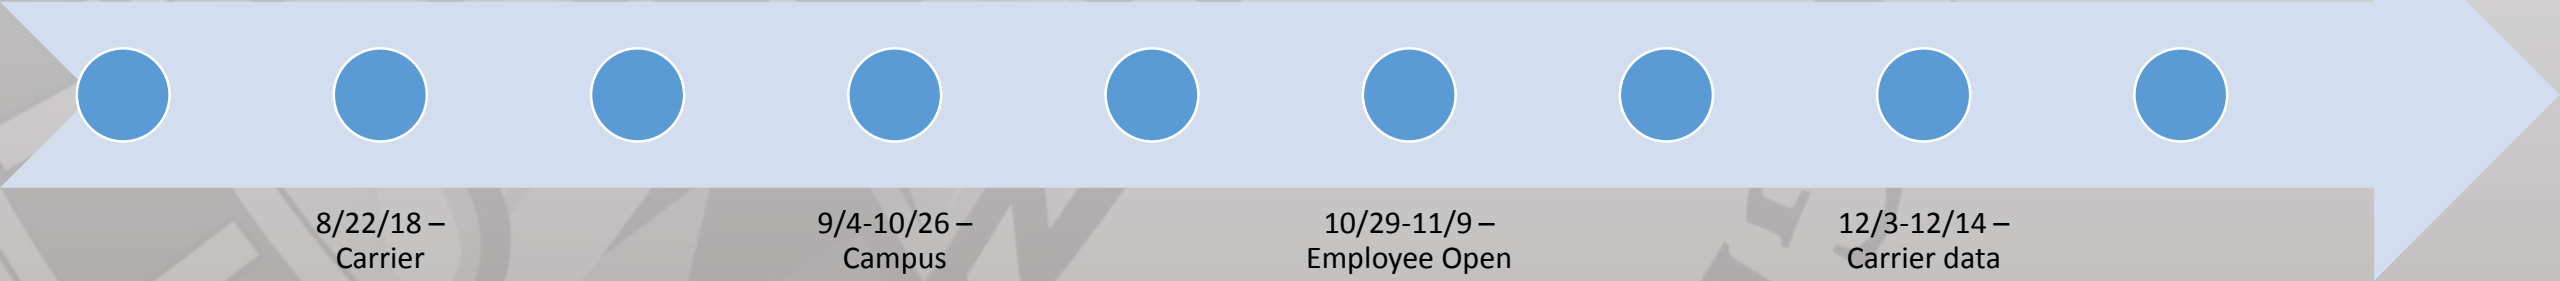 8/22/18 –
Carrier
9/4-10/26 –
Campus
10/29-11/9 –
Employee Open
12/3-12/14 –
Carrier data